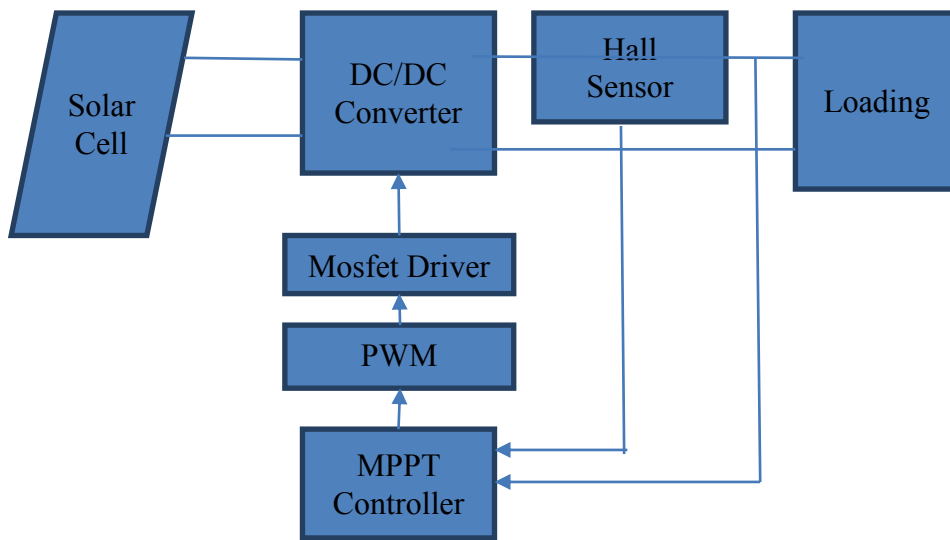 Solar
Cell
DC/DC
Converter
Hall
Sensor
Loading
Mosfet Driver
PWM
MPPT
Controller